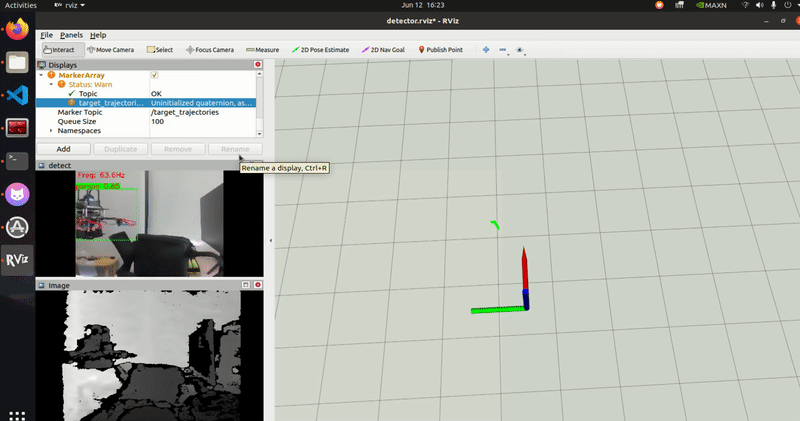 Activities
rviz
Jun 12 16:23
MAXN
detector.rviz* - RViz
File Panels Help
Interact Move Camera Select Focus Camera Measure 2D Pose Estimate 2D Nav Goal Publish Point
Displays
MarkerArray
Status: Warn
Topic OK
target_trajectori... Uninitialized quaternion, as...
Marker Topic /target_trajectories
Queue Size 100
Namespaces
Add Duplicate Remove Rename
Rename a display, Ctrl+R
detect
Freq: 63.6Hz
Image
RViz